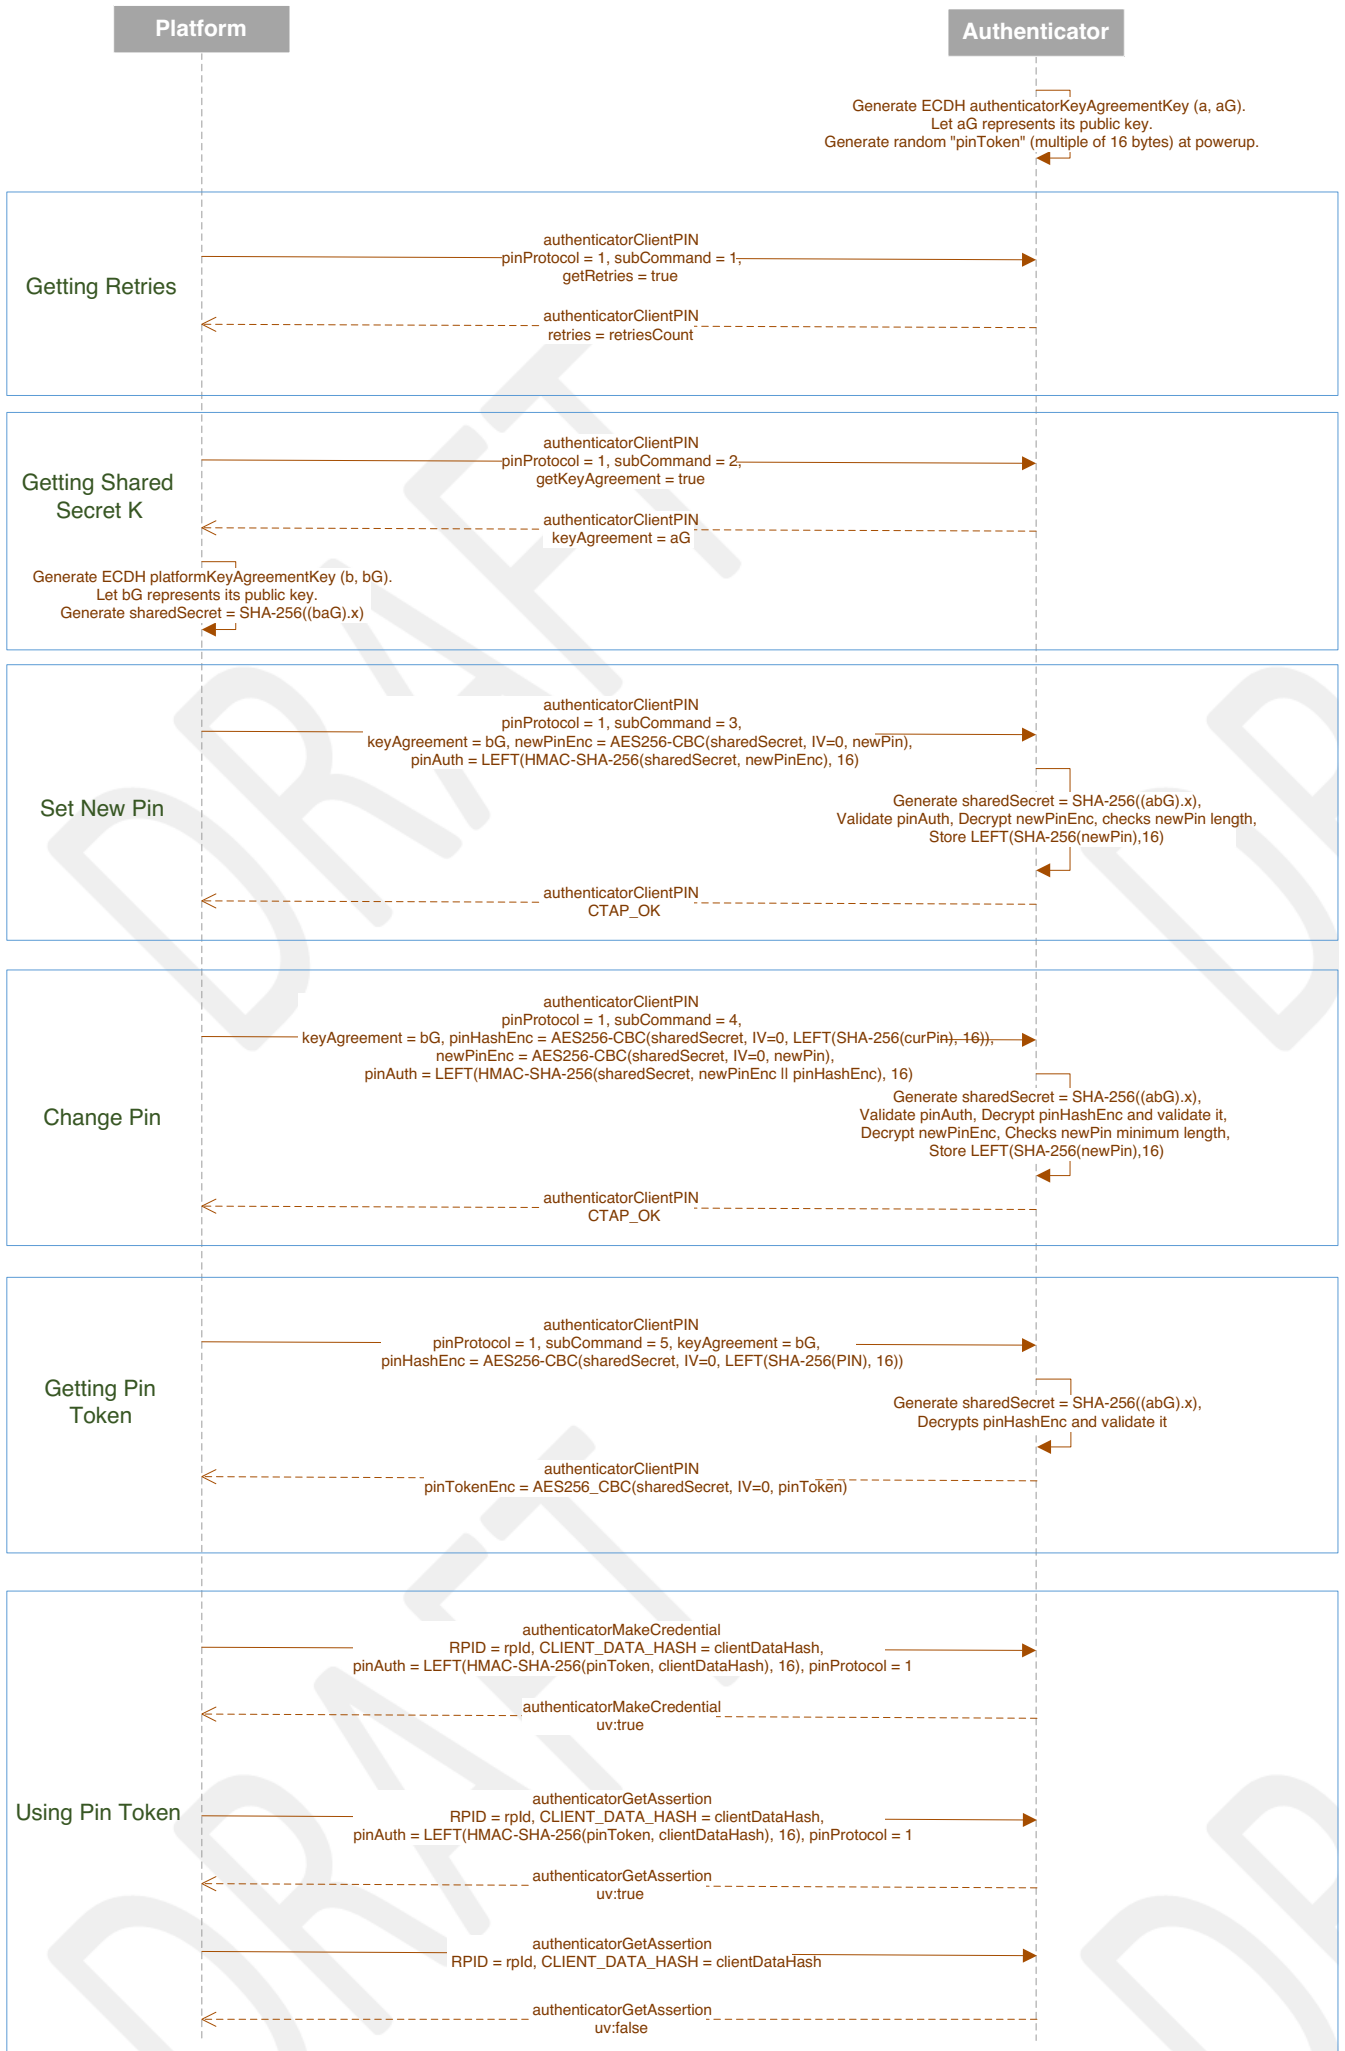 Platform
Authenticator
Generate ECDH authenticatorKeyAgreementKey (a, aG).
Let aG represents its public key.
Generate random "pinToken" (multiple of 16 bytes) at powerup.
Getting Retries
authenticatorClientPIN
pinProtocol = 1, subCommand = 1,
getRetries = true
authenticatorClientPIN
retries = retriesCount
Getting Shared
Secret K
authenticatorClientPIN
pinProtocol = 1, subCommand = 2,
getKeyAgreement = true
authenticatorClientPIN
keyAgreement = aG
Generate ECDH platformKeyAgreementKey (b, bG).
Let bG represents its public key.
Generate sharedSecret = SHA-256((baG).x)
Set New Pin
authenticatorClientPIN
pinProtocol = 1, subCommand = 3,
keyAgreement = bG, newPinEnc = AES256-CBC(sharedSecret, IV=0, newPin),
pinAuth = LEFT(HMAC-SHA-256(sharedSecret, newPinEnc), 16)
Generate sharedSecret = SHA-256((abG).x),
Validate pinAuth, Decrypt newPinEnc, checks newPin length,
Store LEFT(SHA-256(newPin),16)
authenticatorClientPIN
CTAP_OK
Change Pin
authenticatorClientPIN
pinProtocol = 1, subCommand = 4,
keyAgreement = bG, pinHashEnc = AES256-CBC(sharedSecret, IV=0, LEFT(SHA-256(curPin), 16)),
newPinEnc = AES256-CBC(sharedSecret, IV=0, newPin),
pinAuth = LEFT(HMAC-SHA-256(sharedSecret, newPinEnc || pinHashEnc), 16)
Generate sharedSecret = SHA-256((abG).x),
Validate pinAuth, Decrypt pinHashEnc and validate it,
Decrypt newPinEnc, Checks newPin minimum length,
Store LEFT(SHA-256(newPin),16)
authenticatorClientPIN
CTAP_OK
Getting Pin
Token
authenticatorClientPIN
pinProtocol = 1, subCommand = 5, keyAgreement = bG,
pinHashEnc = AES256-CBC(sharedSecret, IV=0, LEFT(SHA-256(PIN), 16))
Generate sharedSecret = SHA-256((abG).x),
Decrypts pinHashEnc and validate it
authenticatorClientPIN
pinTokenEnc = AES256_CBC(sharedSecret, IV=0, pinToken)
Using Pin Token
authenticatorMakeCredential
RPID = rpId, CLIENT_DATA_HASH = clientDataHash,
pinAuth = LEFT(HMAC-SHA-256(pinToken, clientDataHash), 16), pinProtocol = 1
authenticatorMakeCredential
uv:true
authenticatorGetAssertion
RPID = rpId, CLIENT_DATA_HASH = clientDataHash,
pinAuth = LEFT(HMAC-SHA-256(pinToken, clientDataHash), 16), pinProtocol = 1
authenticatorGetAssertion
uv:true
authenticatorGetAssertion
RPID = rpId, CLIENT_DATA_HASH = clientDataHash
authenticatorGetAssertion
uv:false
DRAFT
DR
DRAFT
DR